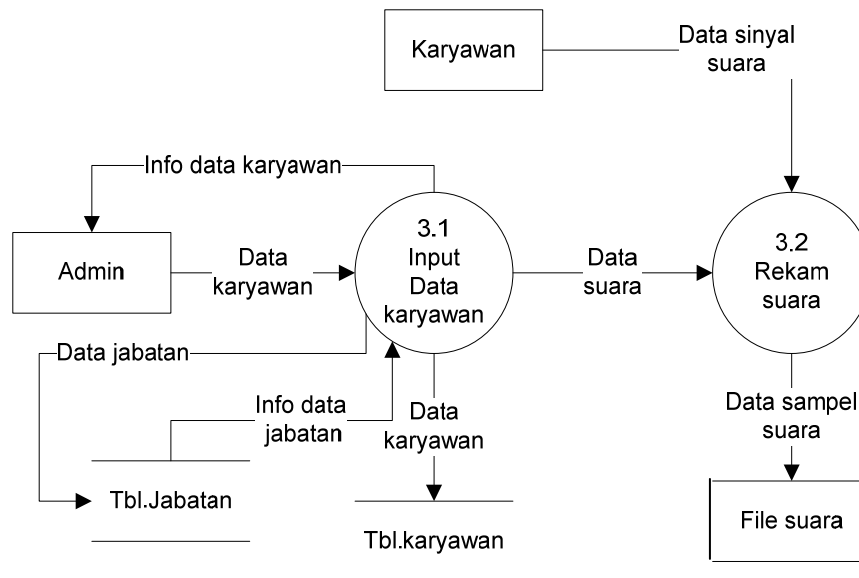 Karyawan
Data sinyal
suara
Info data karyawan
3.1
Input
Data
karyawan
3.2
Rekam
suara
Admin
Data
karyawan
Data
suara
Data jabatan
Info data
jabatan
Data
karyawan
Data sampel
suara
Tbl.Jabatan
Tbl.karyawan
File suara